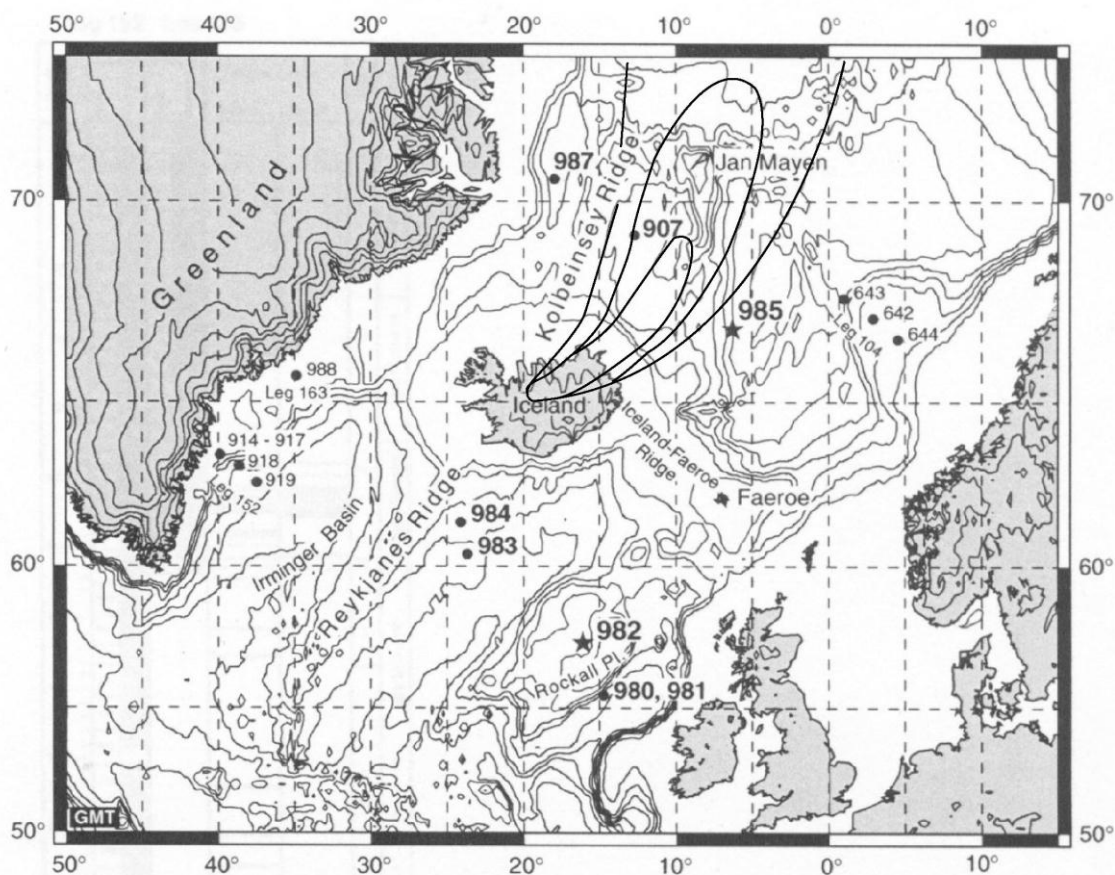 50° 40° 30° 20° 10° 0° 10°
70°
70°
60°
60°
50°
50°
Greenland
987
Kolbeinsey Ridge
Jan Mayen
907
985
643
642
644
Leg 104
988
Leg 163
Iceland
Iceland-Faeroe
Ridge
Faeroe
914 - 917
918
919
Leg 152
Irminger Basin
Reykjanes Ridge
984
983
982
Rockall Pl.
980, 981
GMT
50° 40° 30° 20° 10° 0° 10°